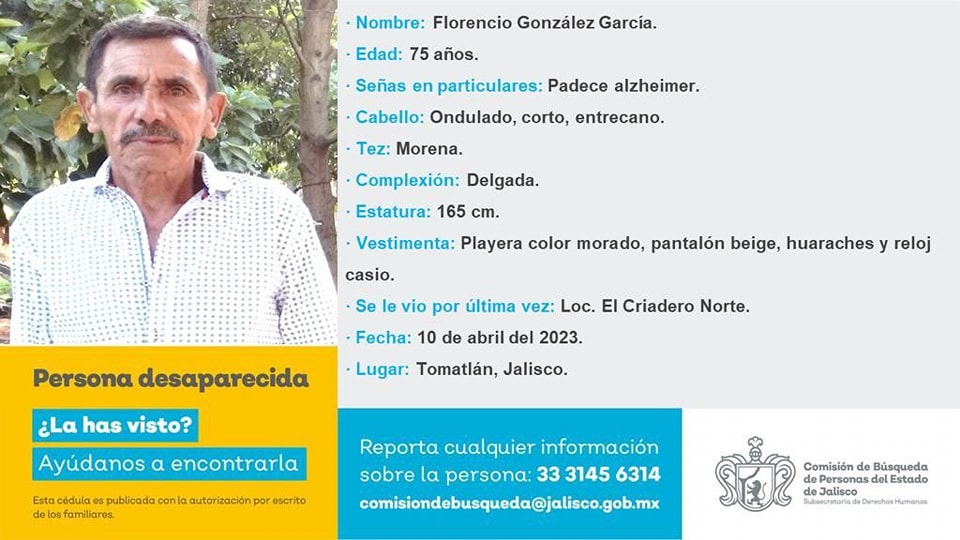 · Nombre: Florencio González García.
· Edad: 75 años.
· Señas en particulares: Padece alzheimer.
· Cabello: Ondulado, corto, entrecano.
· Tez: Morena.
· Complexión: Delgada.
· Estatura: 165 cm.
· Vestimenta: Playera color morado, pantalón beige, huaraches y reloj
casio.
· Se le vio por última vez: Loc. El Criadero Norte.
· Fecha: 10 de abril del 2023.
· Lugar: Tomatlán, Jalisco.
Persona desaparecida
¿La has visto?
Ayúdanos a encontrarla
Esta cédula es publicada con la autorización por escrito
de los familiares.
Reporta cualquier información
sobre la persona: 33 3145 6314
comisiondebusqueda@jalisco.gob.mx
Comisión de Búsqueda
de Personas del Estado
de Jalisco
Subsecretaría de Derechos Humanos